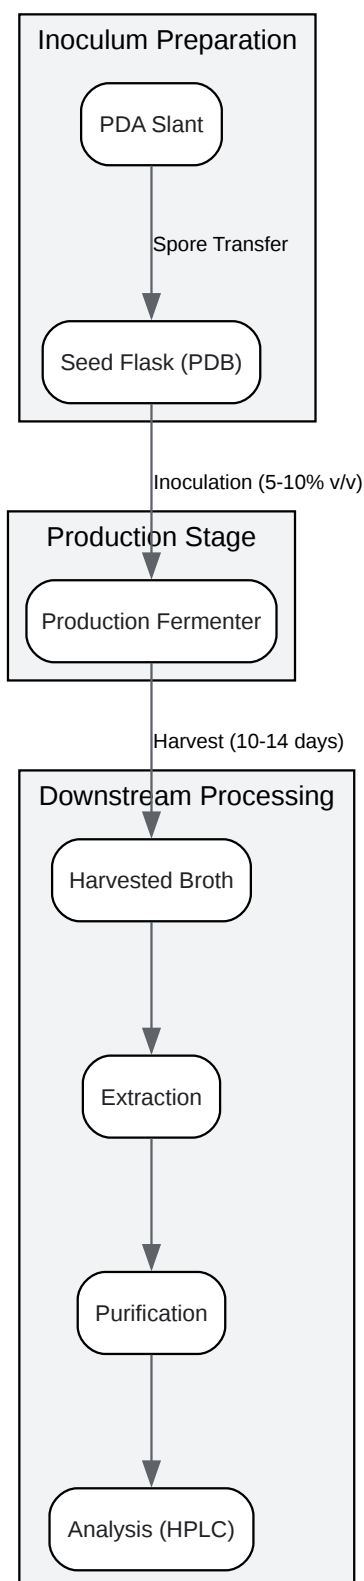 Inoculum Preparation
PDA Slant
Spore Transfer
Seed Flask (PDB)
Inoculation (5-10% v/v)
Production Stage
Production Fermenter
Harvest (10-14 days)
Downstream Processing
Harvested Broth
Extraction
Purification
Analysis (HPLC)